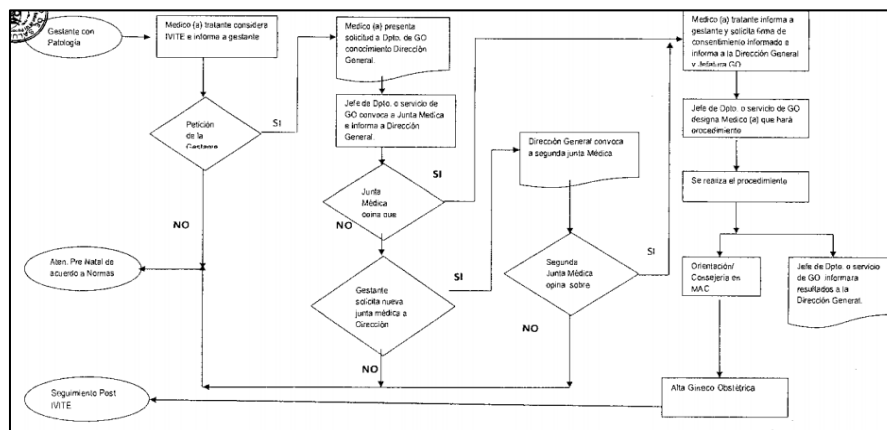 Gestante con
Patología
Medico (a) tratante considera
IVITE e informa a gestante
Petición
de la
SI
NO
Aten. Pre Natal de
acuerdo a Normas
Seguimiento Post
IVITE
Medico (a) presenta
solicitud a Dpto. de GO
conocimiento Dirección
General.
Jefe de Dpto. o servicio de
GO convoca a Junta Medica
e informa a Dirección
General.
Junta
Médica
opina que
SI
NO
Gestante
solicita nueva
junta médica a
Dirección
SI
NO
Dirección General convoca
a segunda junta Médica
Segunda
Junta Médica
opina sobre
SI
NO
Medico (a) tratante informa a
gestante y solicita firma de
consentimiento informado e
informa a la Dirección General
y Jefatura GO
Jefe de Dpto. o servicio de GO
designa Medico (a) que hará
procedimiento
Se realiza el procedimiento
Orientación/
Consejería en
MAC
Jefe de Dpto. o servicio
de GO informara
resultados a la
Dirección General.
Alta Gineco Obstétrica